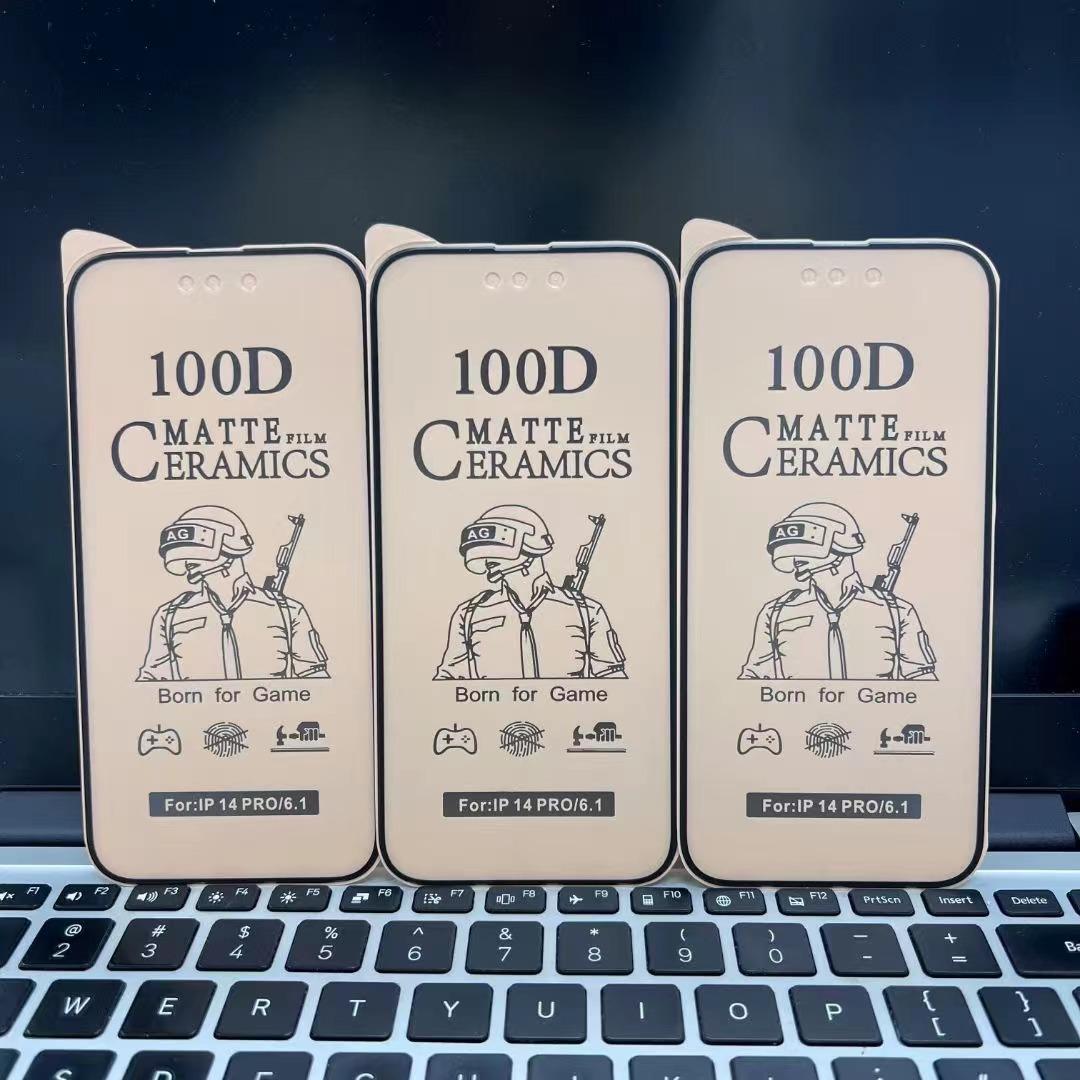 100D
MATTE FILM
CERAMICS
AG
Born for Game
For:IP 14 PRO/6.1
100D
MATTE FILM
CERAMICS
AG
Born for Game
For:IP 14 PRO/6.1
100D
MATTE FILM
CERAMICS
AG
Born for Game
For:IP 14 PRO/6.1
F1 F2 F3 F4 F5 F6 F7 F8 F9 F10 F11 F12 PrtScn Insert Delete
@ # $ % ^ & * ( ) _ +
2 3 4 5 6 7 8 9 0 - =
W E R T Y U I O P { }
[ ]